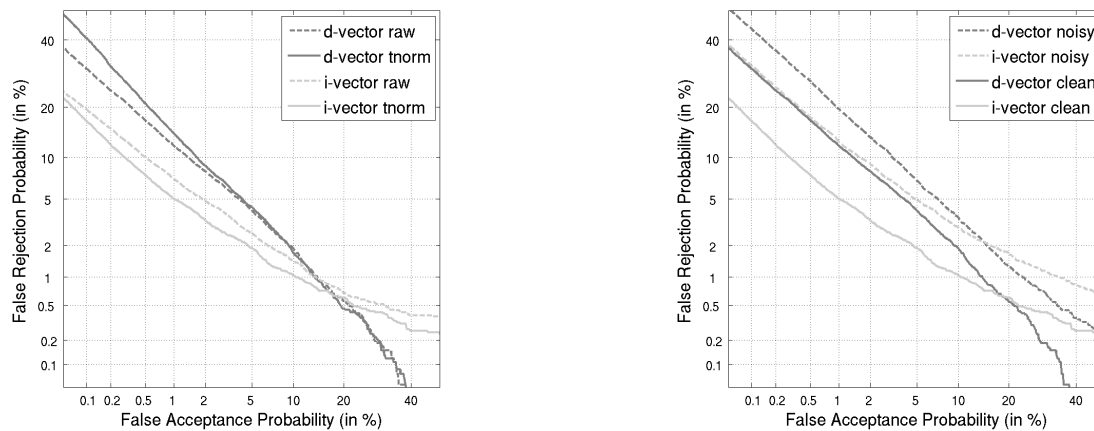 d-vector raw
d-vector tnorm
i-vector raw
i-vector tnorm
False Rejection Probability (in %)
40
20
10
5
2
1
0.5
0.2
0.1
0.1 0.2 0.5 1 2 5 10 20 40
False Acceptance Probability (in %)
d-vector noisy
i-vector noisy
d-vector clean
i-vector clean
False Rejection Probability (in %)
40
20
10
5
2
1
0.5
0.2
0.1
0.1 0.2 0.5 1 2 5 10 20 40
False Acceptance Probability (in %)